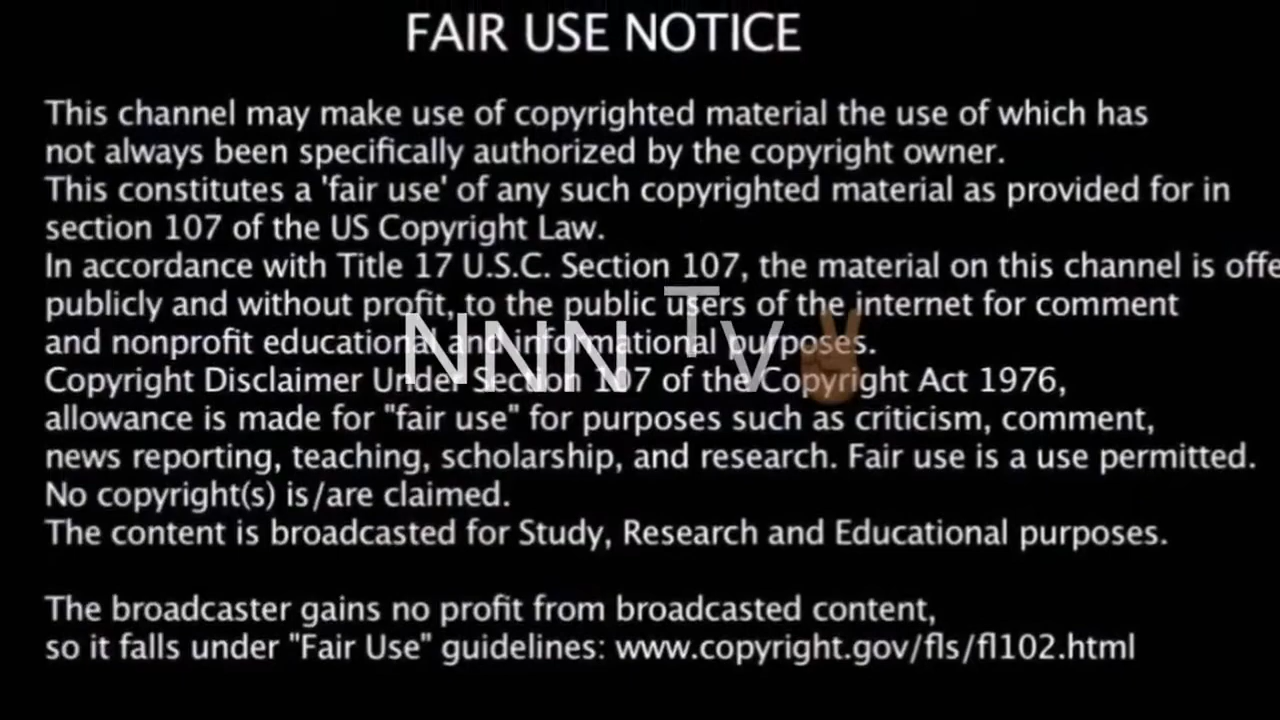 FAIR USE NOTICE
This channel may make use of copyrighted material the use of which has
not always been specifically authorized by the copyright owner.
This constitutes a 'fair use' of any such copyrighted material as provided for in
section 107 of the US Copyright Law.
In accordance with Title 17 U.S.C. Section 107, the material on this channel is offe
publicly and without profit, to the public users of the internet for comment
and nonprofit educational and informational purposes.
NNNN Tv✌🏾
Copyright Disclaimer Under Section 107 of the Copyright Act 1976,
allowance is made for "fair use" for purposes such as criticism, comment,
news reporting, teaching, scholarship, and research. Fair use is a use permitted.
No copyright(s) is/are claimed.
The content is broadcasted for Study, Research and Educational purposes.
The broadcaster gains no profit from broadcasted content,
so it falls under "Fair Use" guidelines: www.copyright.gov/fls/fl102.html